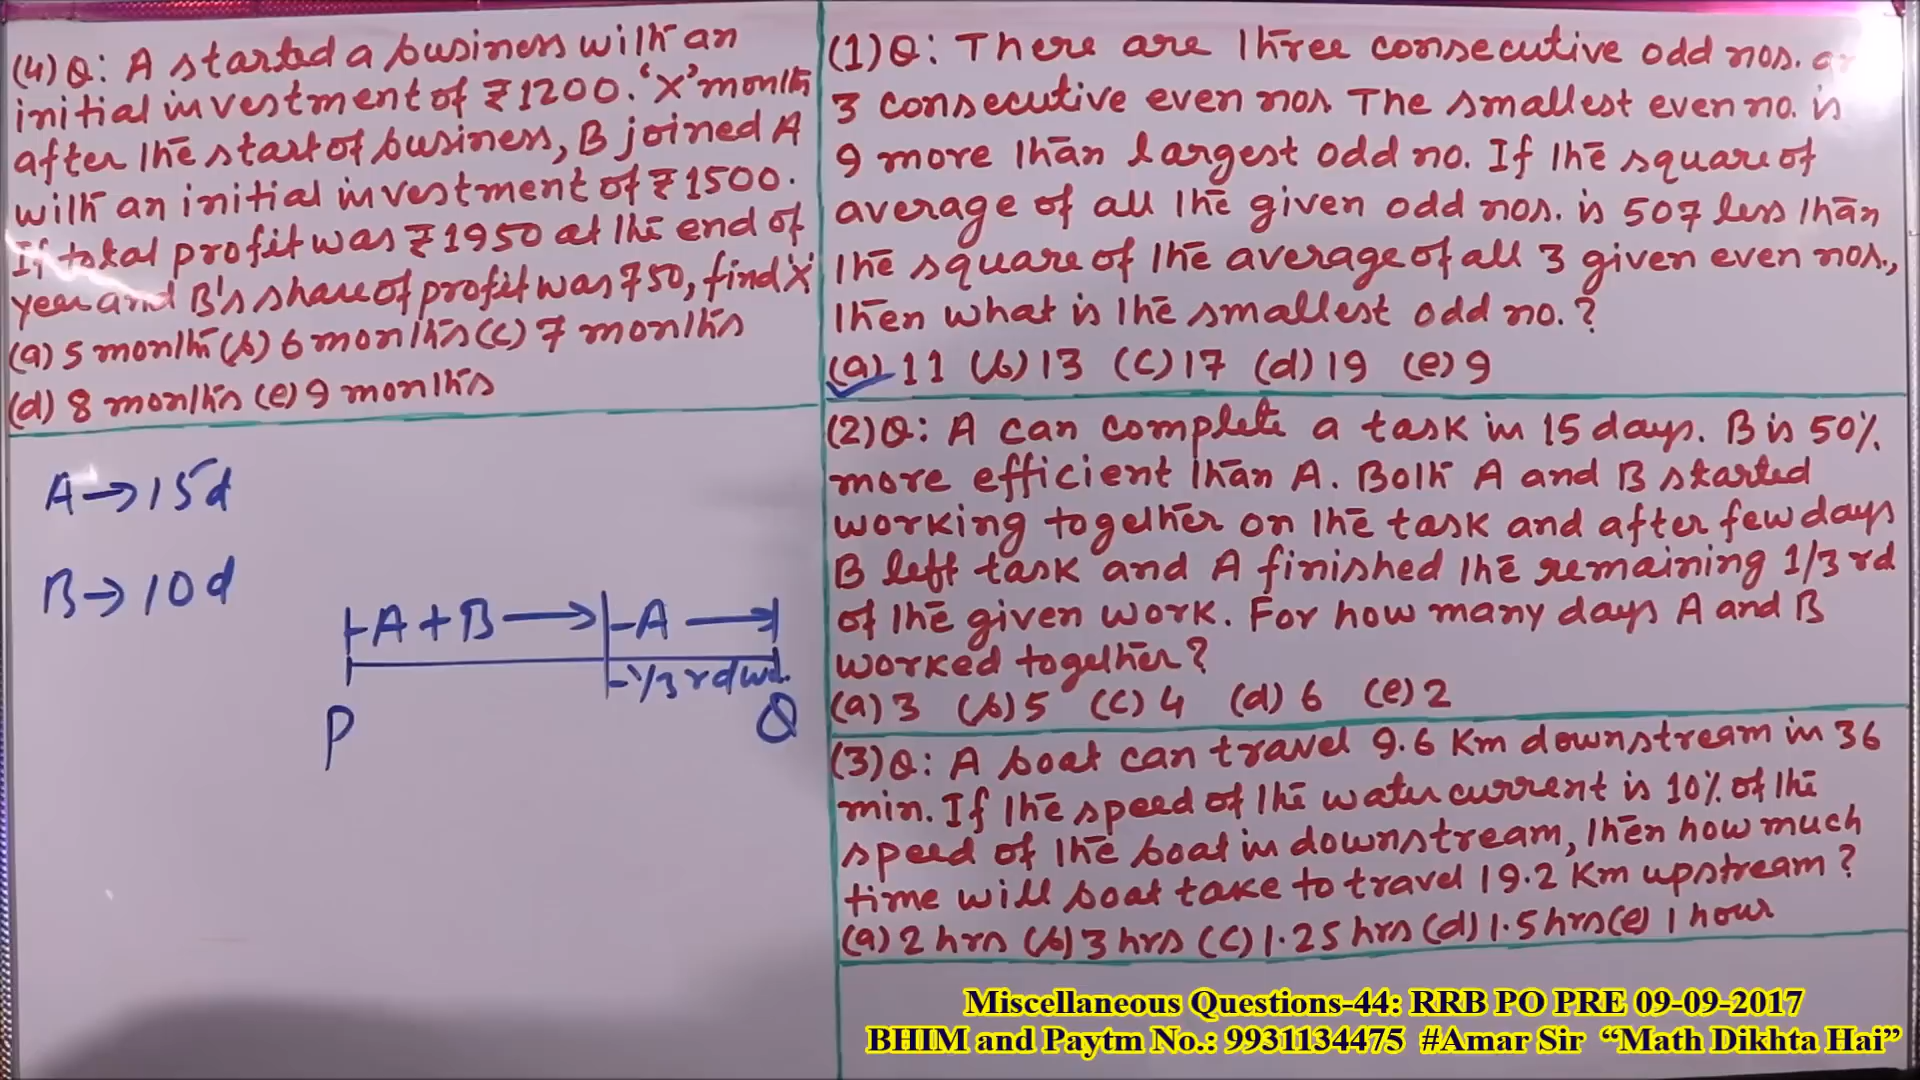 (4)Q: A started a business with an
initial investment of ₹1200. 'x' month
after the start of business, B joined A
with an initial investment of ₹1500.
If total profit was ₹1950 at the end of
year and B's share of profit was 750, find 'x'
(a) 5 month (b) 6 months (c) 7 months
(d) 8 months (e) 9 months
A→15d
B→10d
A+B→ A→
1/3rd
P Q
(1)Q: There are three consecutive odd nos.
3 consecutive even nos. The smallest even no. is
9 more than largest odd no. If the square of
average of all the given odd nos. is 507 less than
the square of the average of all 3 given even nos.,
then what is the smallest odd no.?
(a) 11 (b) 13 (c) 17 (d) 19 (e) 9
(2)Q: A can complete a task in 15 days. B is 50%
more efficient than A. Both A and B started
working together on the task and after few days
B left task and A finished the remaining 1/3 rd
of the given work. For how many days A and B
worked together?
(a) 3 (b) 5 (c) 4 (d) 6 (e) 2
(3)Q: A boat can travel 9.6 Km downstream in 36
min. If the speed of the water current is 10% of the
speed of the boat in downstream, then how much
time will boat take to travel 19.2 Km upstream?
(a) 2 hrs (b) 3 hrs (c) 1.25 hrs (d) 1.5 hrs (e) 1 hour
Miscellaneous Questions-44: RRB PO PRE 09-09-2017
BHIM and Paytm No.: 9931134475 #Amar Sir “Math Dikhta Hai”